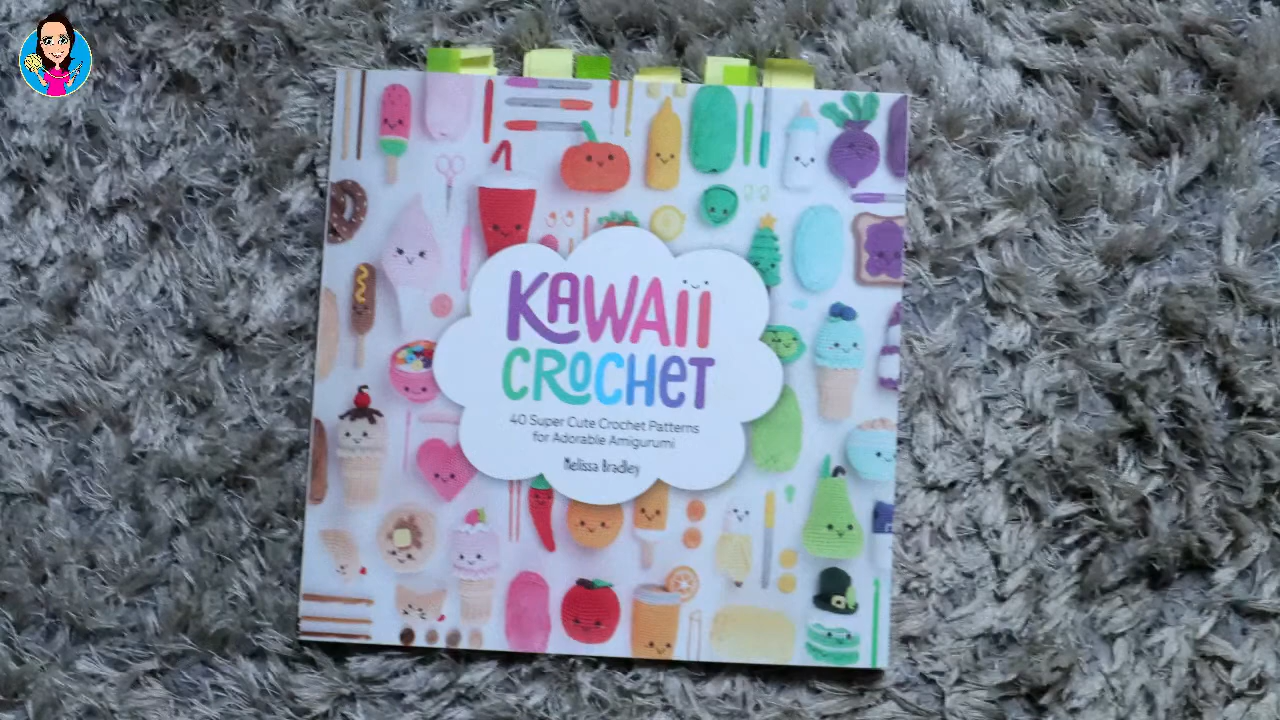 KAWAii
CROCHET
40 Super Cute Crochet Patterns
for Adorable Amigurumi
Melissa Bradley